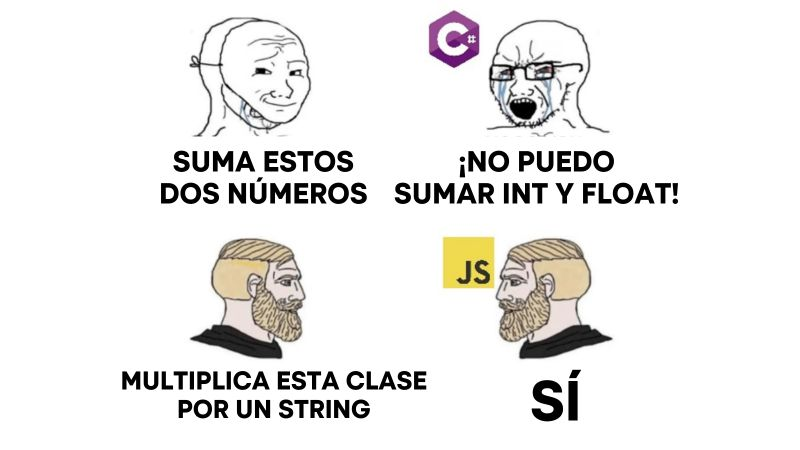 C#
SUMA ESTOS
DOS NÚMEROS
¡NO PUEDO
SUMAR INT Y FLOAT!
JS
MULTIPLICA ESTA CLASE
POR UN STRING
SÍ